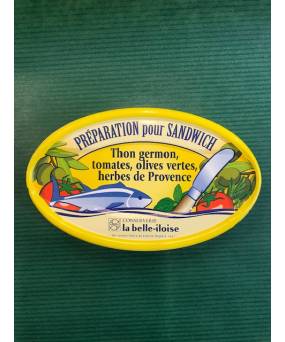 PRÉPARATION pour SANDWICH
Thon germon,
tomates, olives vertes,
herbes de Provence
CONSERVERIE
la belle-iloise